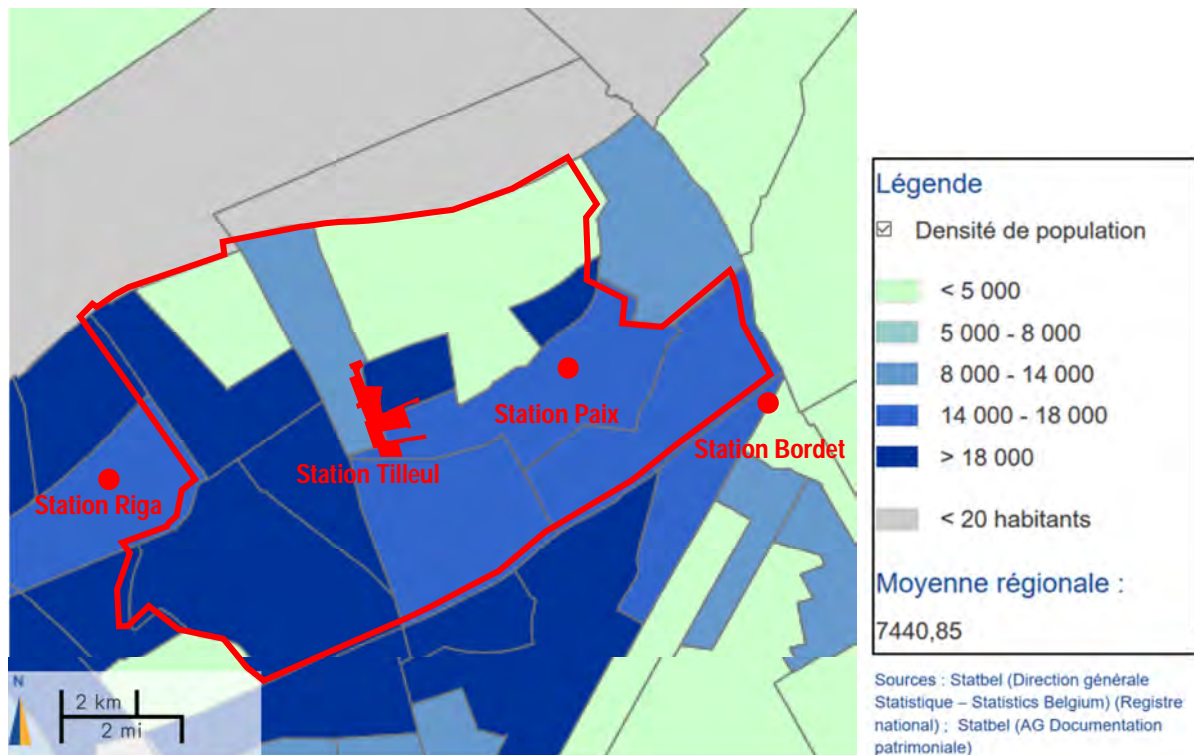 Station Paix
Station Bordet
Station Tilleul
Station Riga
N
2 km
2 mi
Légende
Densité de population
< 5 000
5 000 - 8 000
8 000 - 14 000
14 000 - 18 000
> 18 000
< 20 habitants
Moyenne régionale :
7440,85
Sources : Statbel (Direction générale
Statistique – Statistics Belgium) (Registre
national) ; Statbel (AG Documentation
patrimoniale)